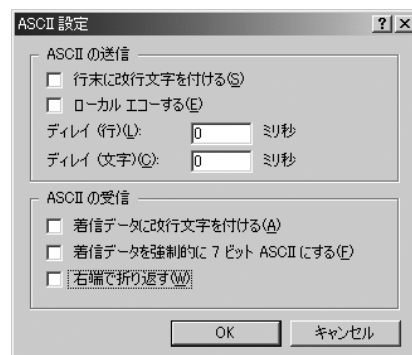 ASCII 設定
ASCII の送信
行末に改行文字を付ける(S)
ローカル エコーする(E)
ディレイ (行)(L): 0 ミリ秒
ディレイ (文字)(C): 0 ミリ秒
ASCII の受信
着信データに改行文字を付ける(A)
着信データを強制的に 7 ビット ASCII にする(F)
右端で折り返す(W)
OK キャンセル